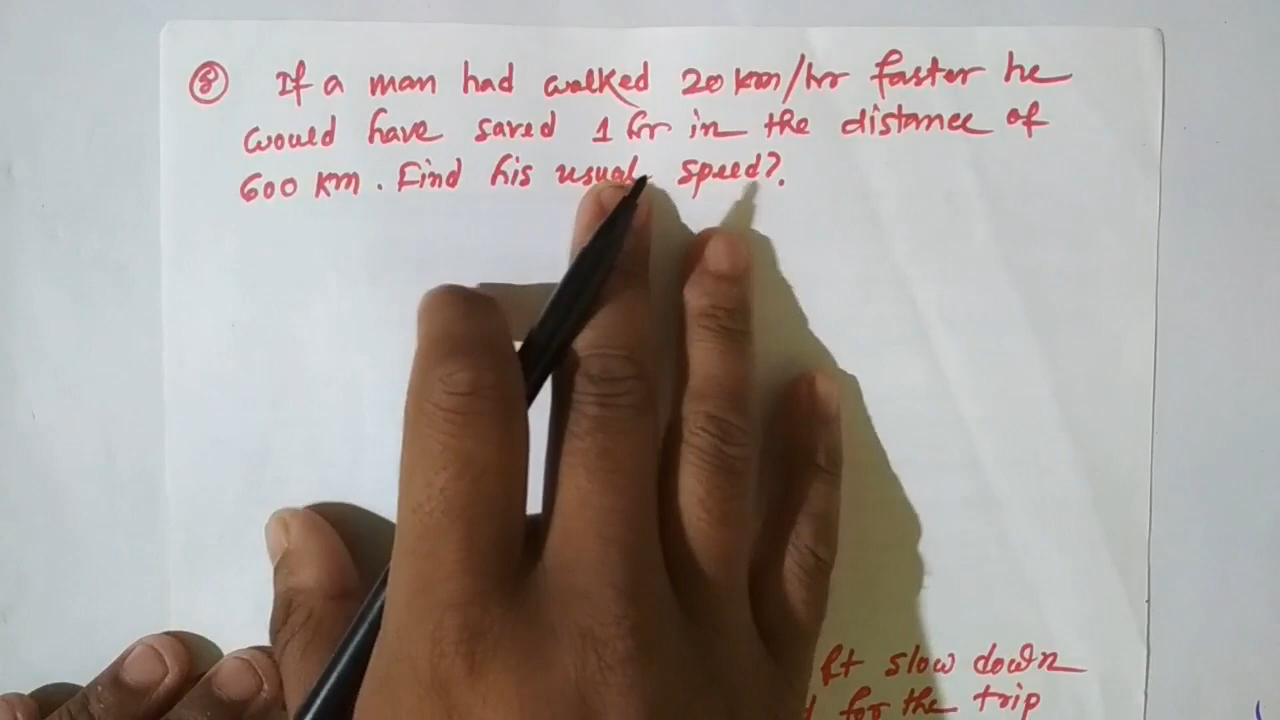 ⑧ If a man had walked 20 km/hr faster he
would have saved 1 hr in the distance of
600 KM. Find his usual speed?.
ft slow down
for the trip